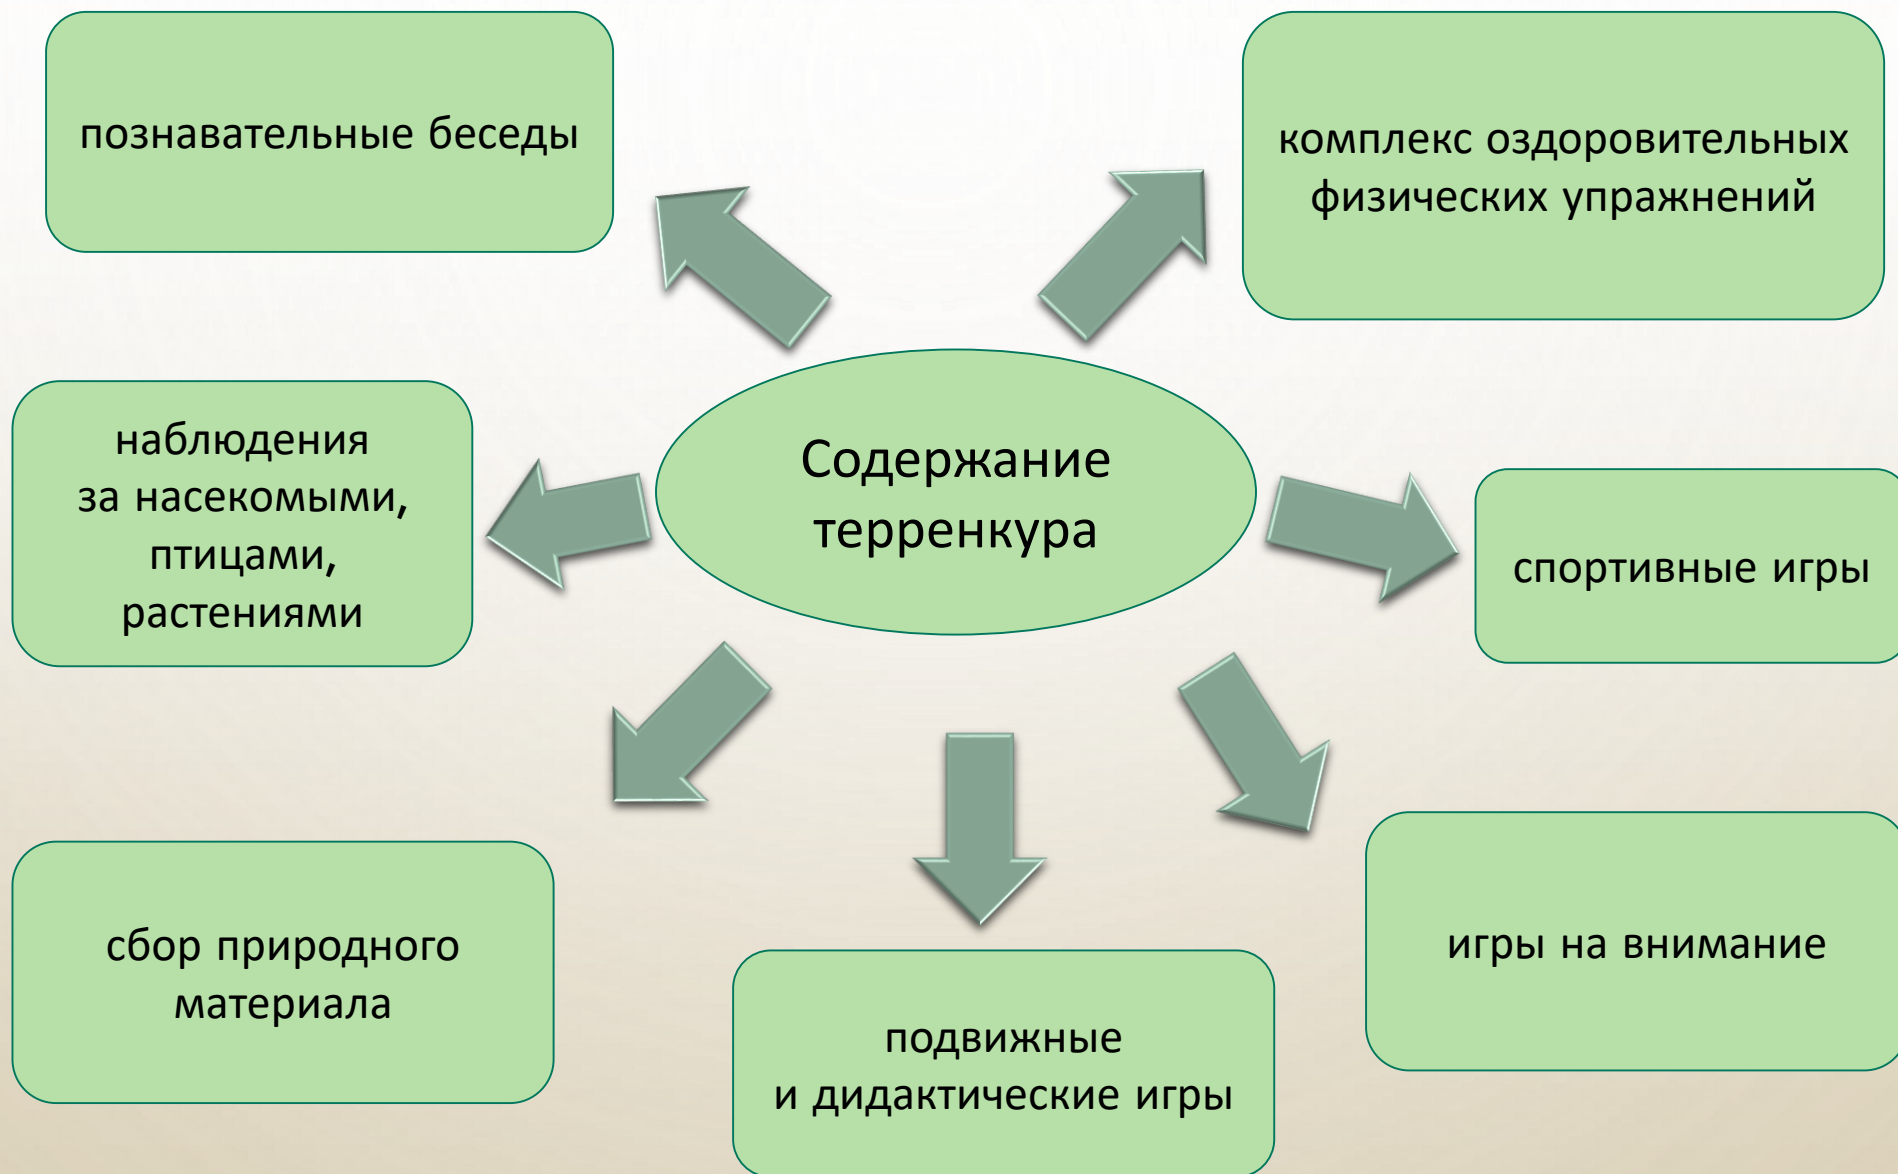 познавательные беседы
комплекс оздоровительных
физических упражнений
наблюдения
за насекомыми,
птицами,
растениями
Содержание
терренкура
спортивные игры
сбор природного
материала
подвижные
и дидактические игры
игры на внимание